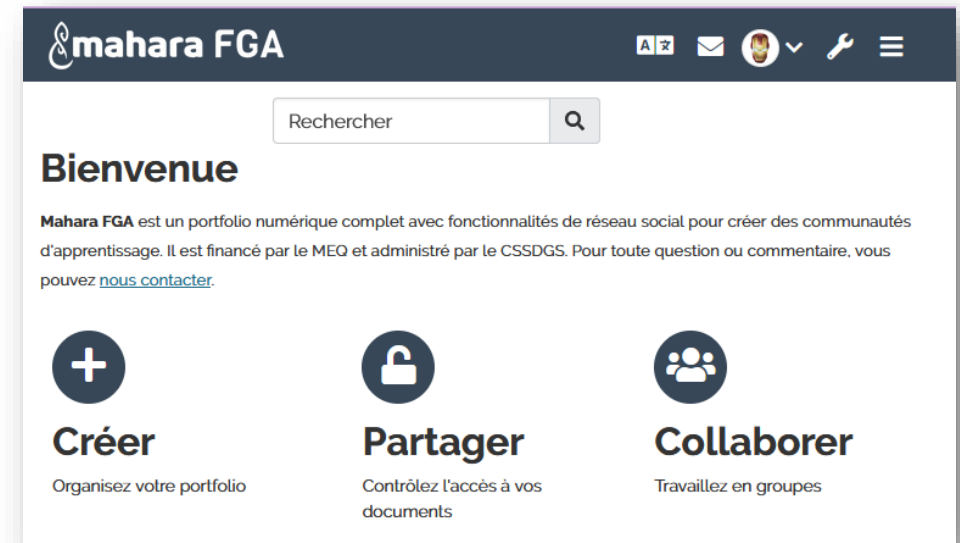 mahara FGA
Rechercher
Bienvenue
Mahara FGA est un portfolio numérique complet avec fonctionnalités de réseau social pour créer des communautés
d'apprentissage. Il est financé par le MEQ et administré par le CSSDGS. Pour toute question ou commentaire, vous
pouvez nous contacter.
Créer
Organisez votre portfolio
Partager
Contrôlez l'accès à vos
documents
Collaborer
Travaillez en groupes